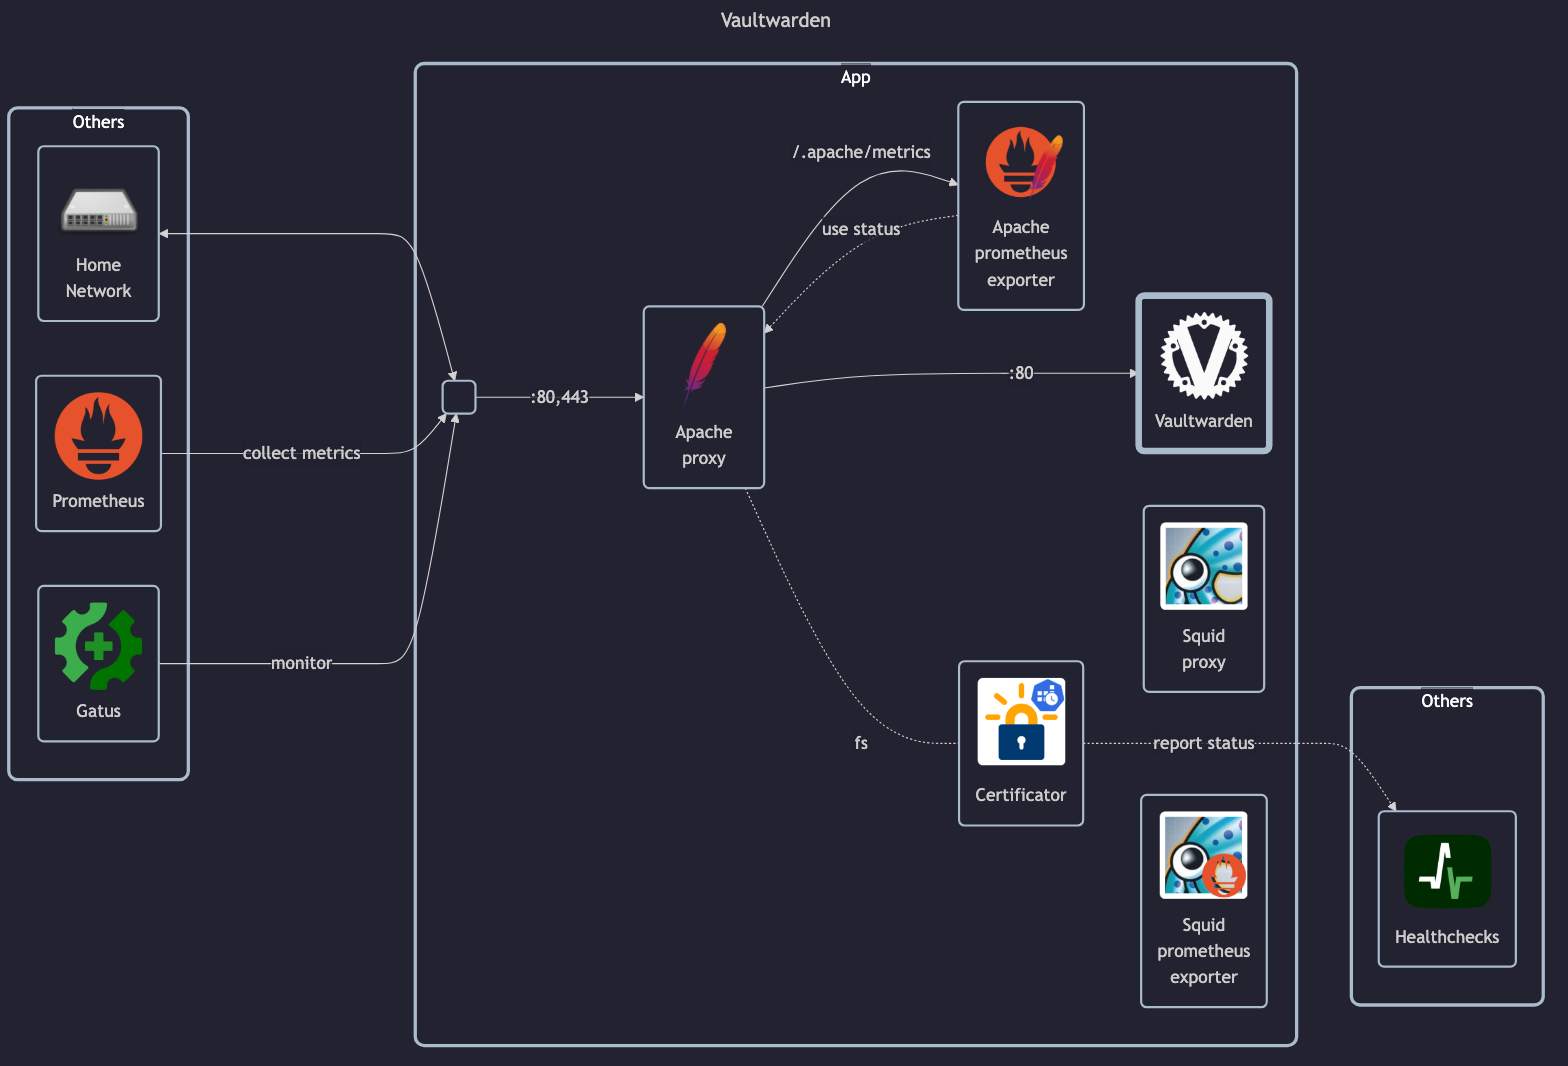 Vaultwarden
App
Others
Home
Network
Prometheus
Gatus
collect metrics
monitor
:80,443
Apache
proxy
/.apache/metrics
use status
Apache
prometheus
exporter
:80
Vaultwarden
Squid
proxy
fs
Certificator
report status
Squid
prometheus
exporter
Others
Healthchecks